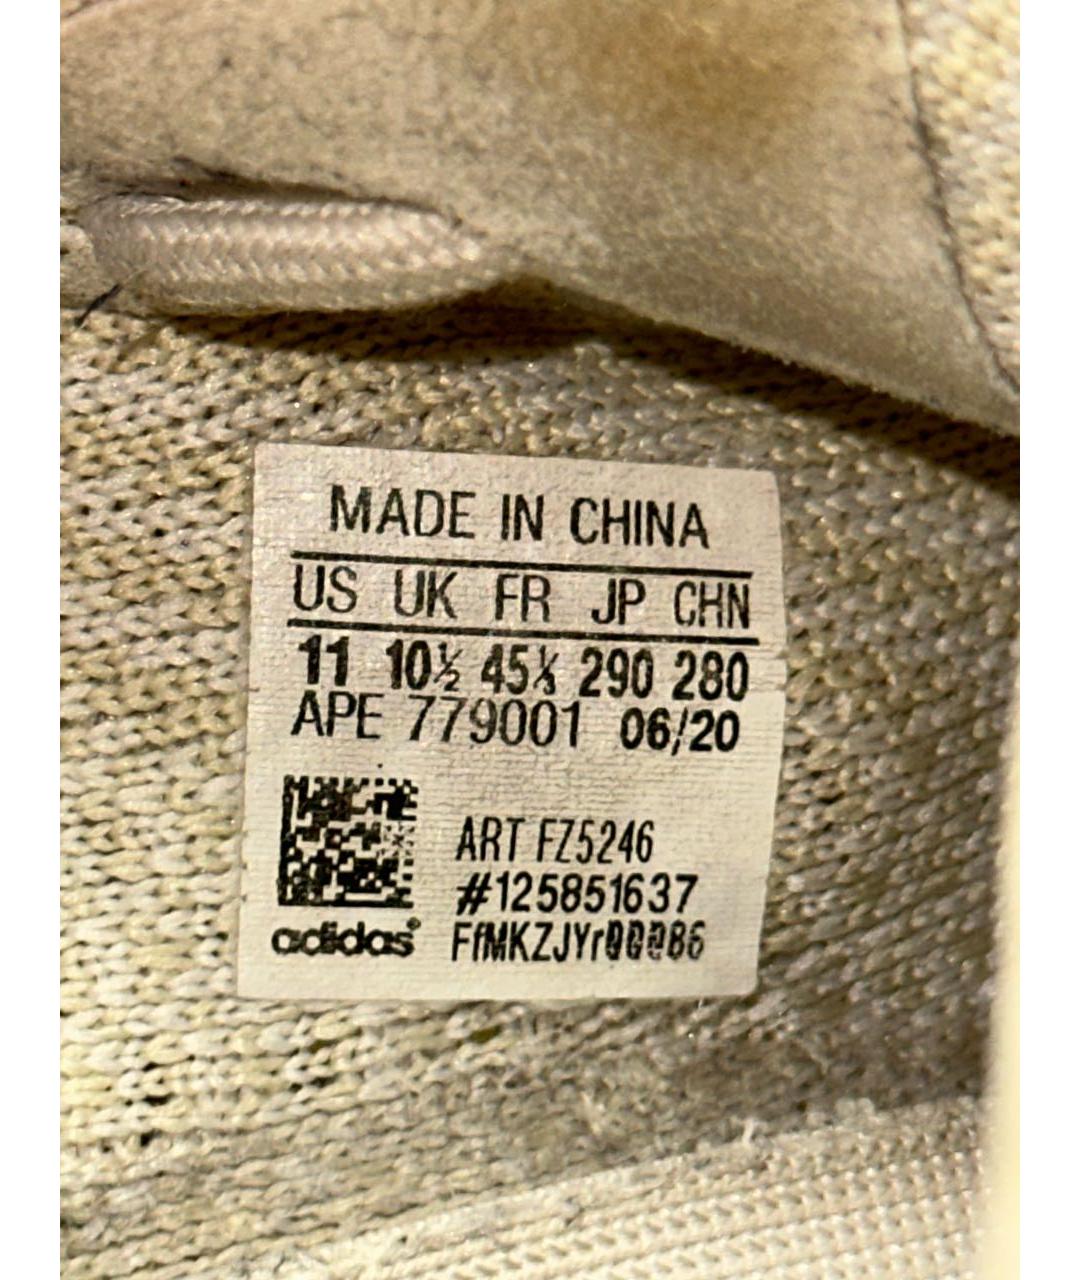 MADE IN CHINA
US UK FR JP CHN
11 10½ 45⅓ 290 280
APE 779001 06/20
ART FZ5246
#125851637
adidas®